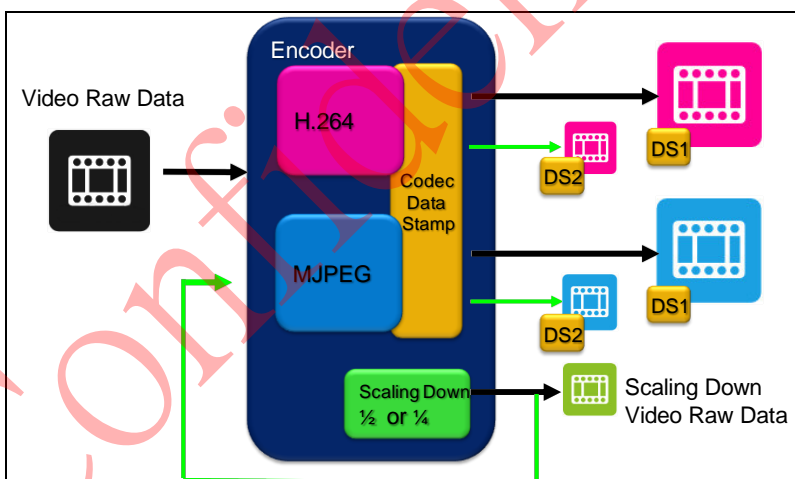 Encoder
Video Raw Data
H.264
Codec
Data
Stamp
MJPEG
DS1
DS2
DS1
DS2
Scaling Down
½ or ¼
Scaling Down
Video Raw Data